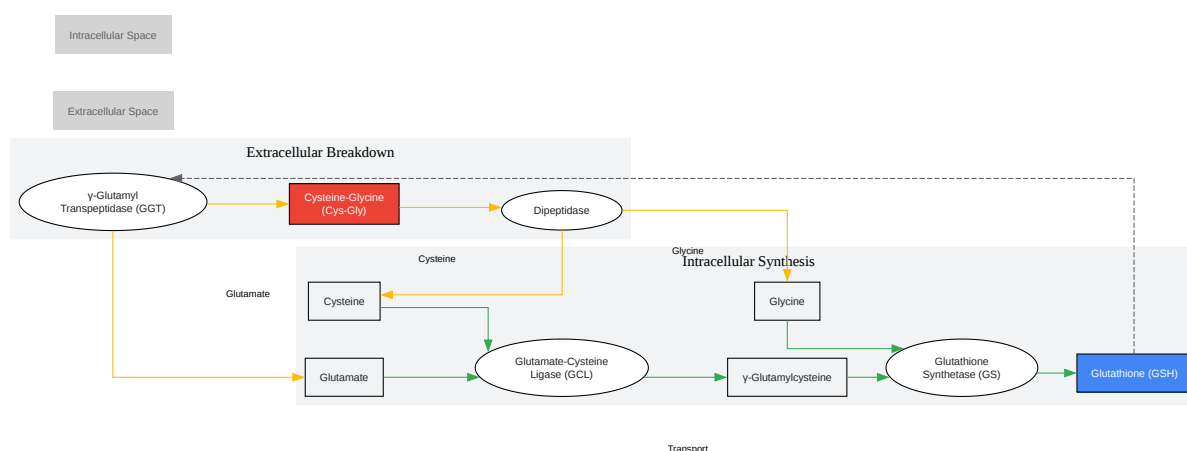 Intracellular Space
Extracellular Space
Extracellular Breakdown
γ-Glutamyl
Transpeptidase (GGT)
Cysteine-Glycine
(Cys-Gly)
Dipeptidase
Glycine
Cysteine
Intracellular Synthesis
Glutamate
Cysteine
Glycine
Glutamate
Glutamate-Cysteine
Ligase (GCL)
γ-Glutamylcysteine
Glutathione
Synthetase (GS)
Glutathione (GSH)
Transport